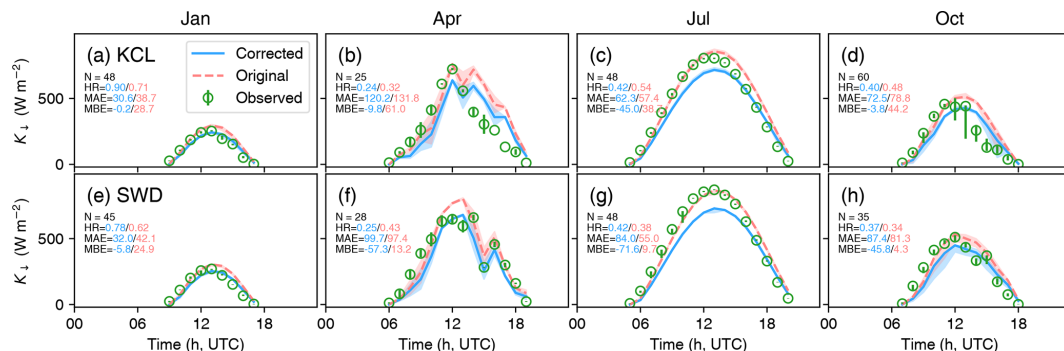 Jan Apr Jul Oct
(a) KCL
N = 48
HR=0.90/0.71
MAE=30.6/38.7
MBE=-0.2/28.7
Corrected
Original
Observed
(b)
N = 25
HR=0.24/0.32
MAE=120.2/131.8
MBE=-9.8/61.0
(c)
N = 48
HR=0.42/0.54
MAE=62.3/57.4
MBE=-45.0/38.
(d)
N = 60
HR=0.40/0.48
MAE=72.5/78.8
MBE=-3.8/44.2
K↓ (W m⁻²)
500
0
(e) SWD
N = 45
HR=0.78/0.62
MAE=32.0/42.1
MBE=-5.8/24.9
(f)
N = 28
HR=0.25/0.43
MAE=99.7/97.4
MBE=-57.3/13.2
(g)
N = 48
HR=0.42/0.38
MAE=84.0/55.0
MBE=-71.6/9.7
(h)
N = 35
HR=0.37/0.34
MAE=87.4/81.3
MBE=-45.8/4.3
K↓ (W m⁻²)
500
0
00 06 12 18 00 06 12 18 00 06 12 18 00 06 12 18
Time (h, UTC) Time (h, UTC) Time (h, UTC) Time (h, UTC)